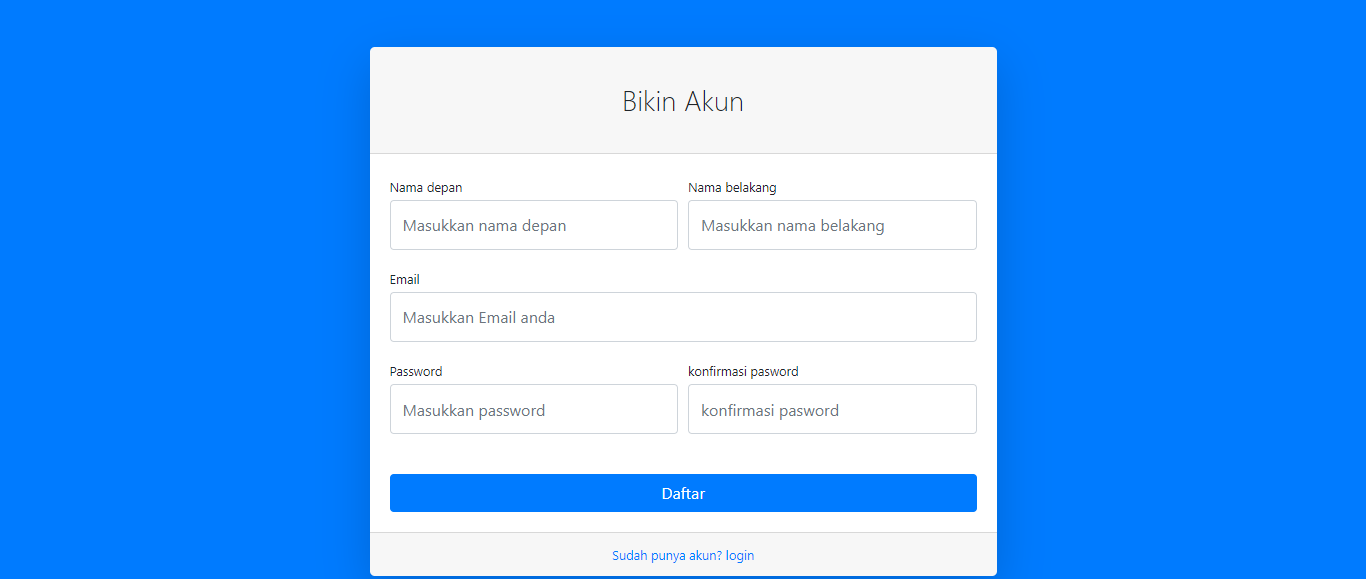 Bikin Akun
Nama depan
Nama belakang
Masukkan nama depan
Masukkan nama belakang
Email
Masukkan Email anda
Password
konfirmasi pasword
Masukkan password
konfirmasi pasword
Daftar
Sudah punya akun? login